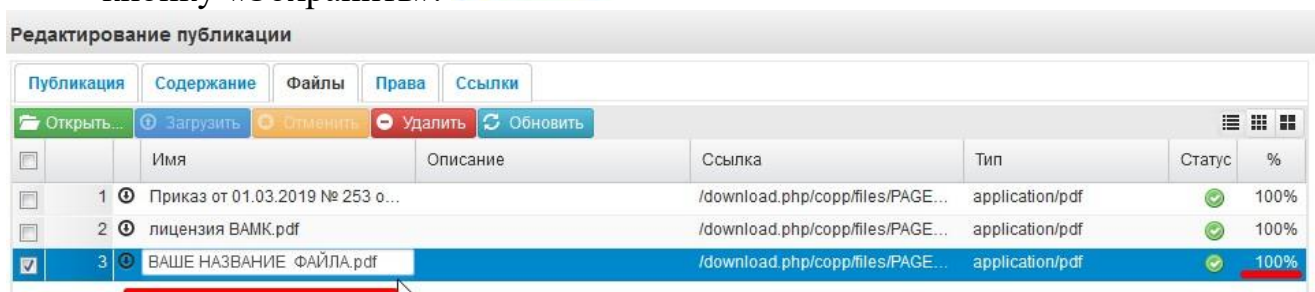 Редактирование публикации
Публикация Содержание Файлы Права Ссылки
Открыть... Загрузить Отменить Удалить Обновить
Имя Описание Ссылка Тип Статус %
1 Приказ от 01.03.2019 № 253 о... /download.php/copp/files/PAGE... application/pdf 100%
2 лицензия ВАМК.pdf /download.php/copp/files/PAGE... application/pdf 100%
3 ВАШЕ НАЗВАНИЕ ФАЙЛА.pdf /download.php/copp/files/PAGE... application/pdf 100%